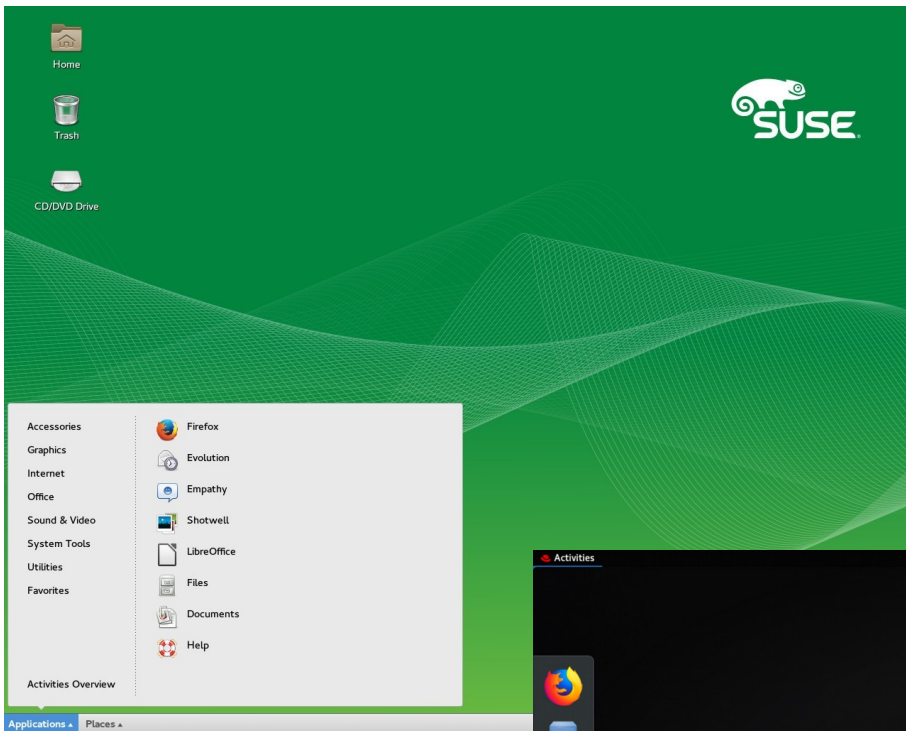 Home
Trash
CD/DVD Drive
SUSE.
Accessories
Graphics
Internet
Office
Sound & Video
System Tools
Utilities
Favorites
Activities Overview
Firefox
Evolution
Empathy
Shotwell
LibreOffice
Files
Documents
Help
Applications
Places
Activities